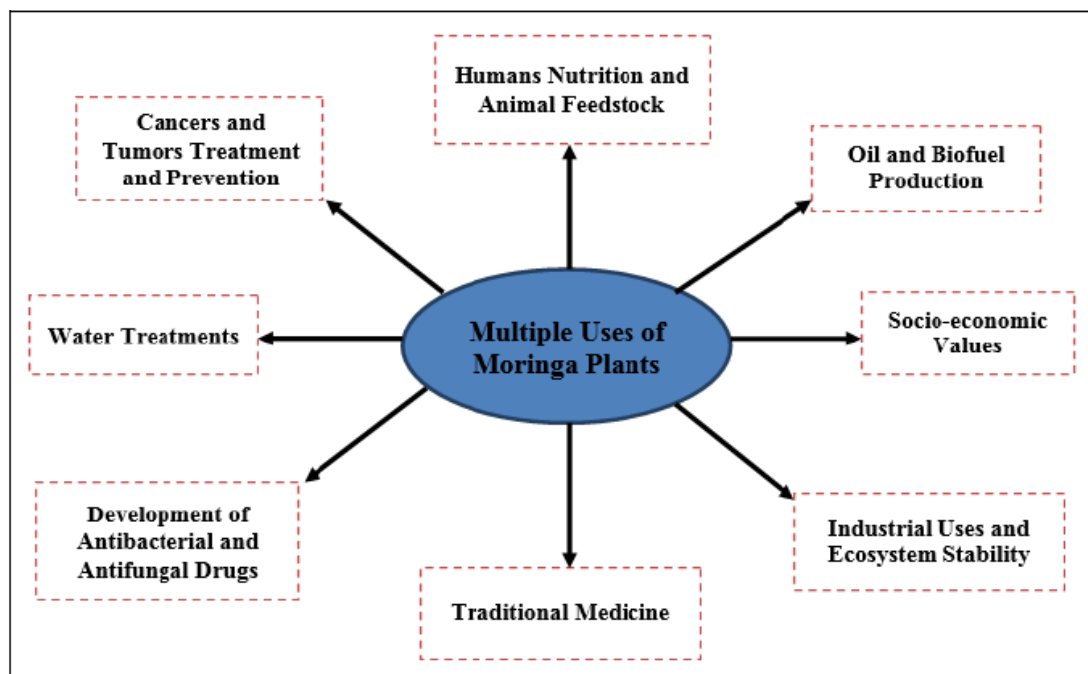 Humans Nutrition and
Animal Feedstock
Cancers and
Tumors Treatment
and Prevention
Oil and Biofuel
Production
Water Treatments
Multiple Uses of
Moringa Plants
Socio-economic
Values
Development of
Antibacterial and
Antifungal Drugs
Industrial Uses and
Ecosystem Stability
Traditional Medicine